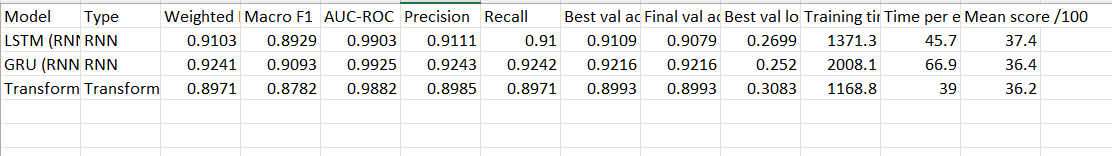 Model Type Weighted Macro F1 AUC-ROC Precision Recall Best val ac Final val ac Best val lo Training ti Time per e Mean score /100
LSTM (RN RNN 0.9103 0.8929 0.9903 0.9111 0.91 0.9109 0.9079 0.2699 1371.3 45.7 37.4
GRU (RNN RNN 0.9241 0.9093 0.9925 0.9243 0.9242 0.9216 0.9216 0.252 2008.1 66.9 36.4
Transform Transform 0.8971 0.8782 0.9882 0.8985 0.8971 0.8993 0.8993 0.3083 1168.8 39 36.2